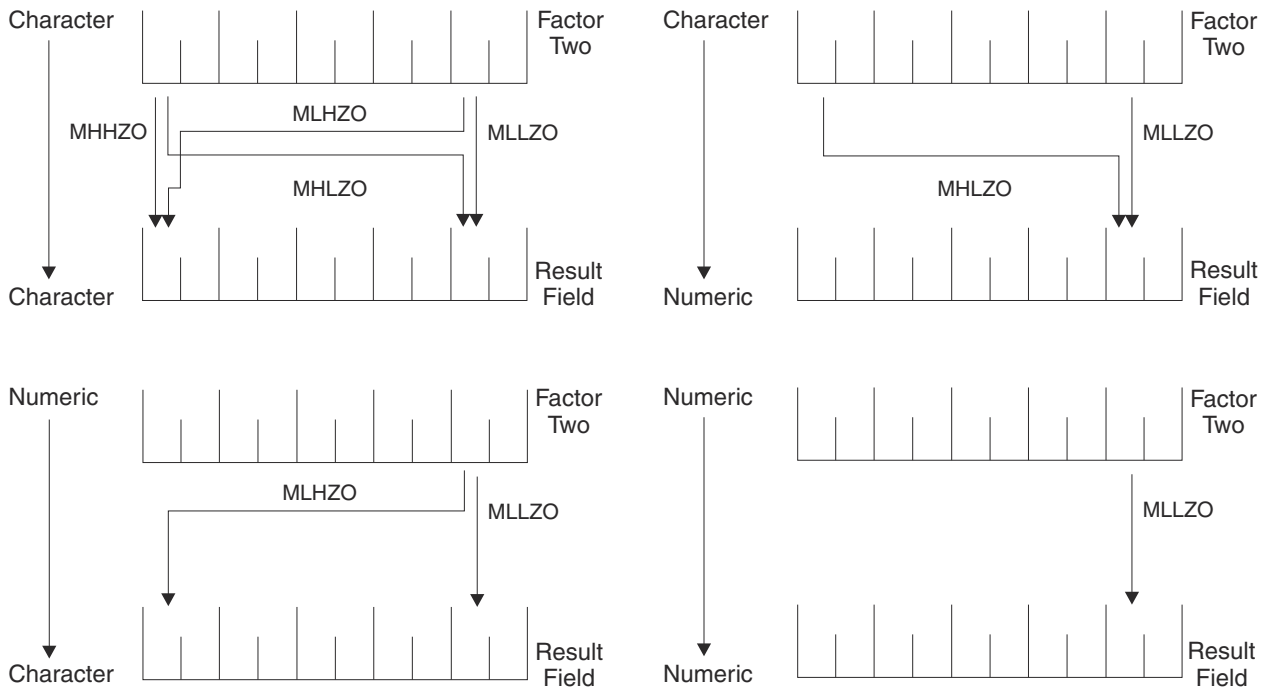 Character
Factor
Two
MHHZO
MLHZO
MLLZO
MHLZO
Character
Result
Field
Character
Factor
Two
MLLZO
MHLZO
Numeric
Result
Field
Numeric
Factor
Two
MLHZO
MLLZO
Character
Result
Field
Numeric
Factor
Two
MLLZO
Numeric
Result
Field